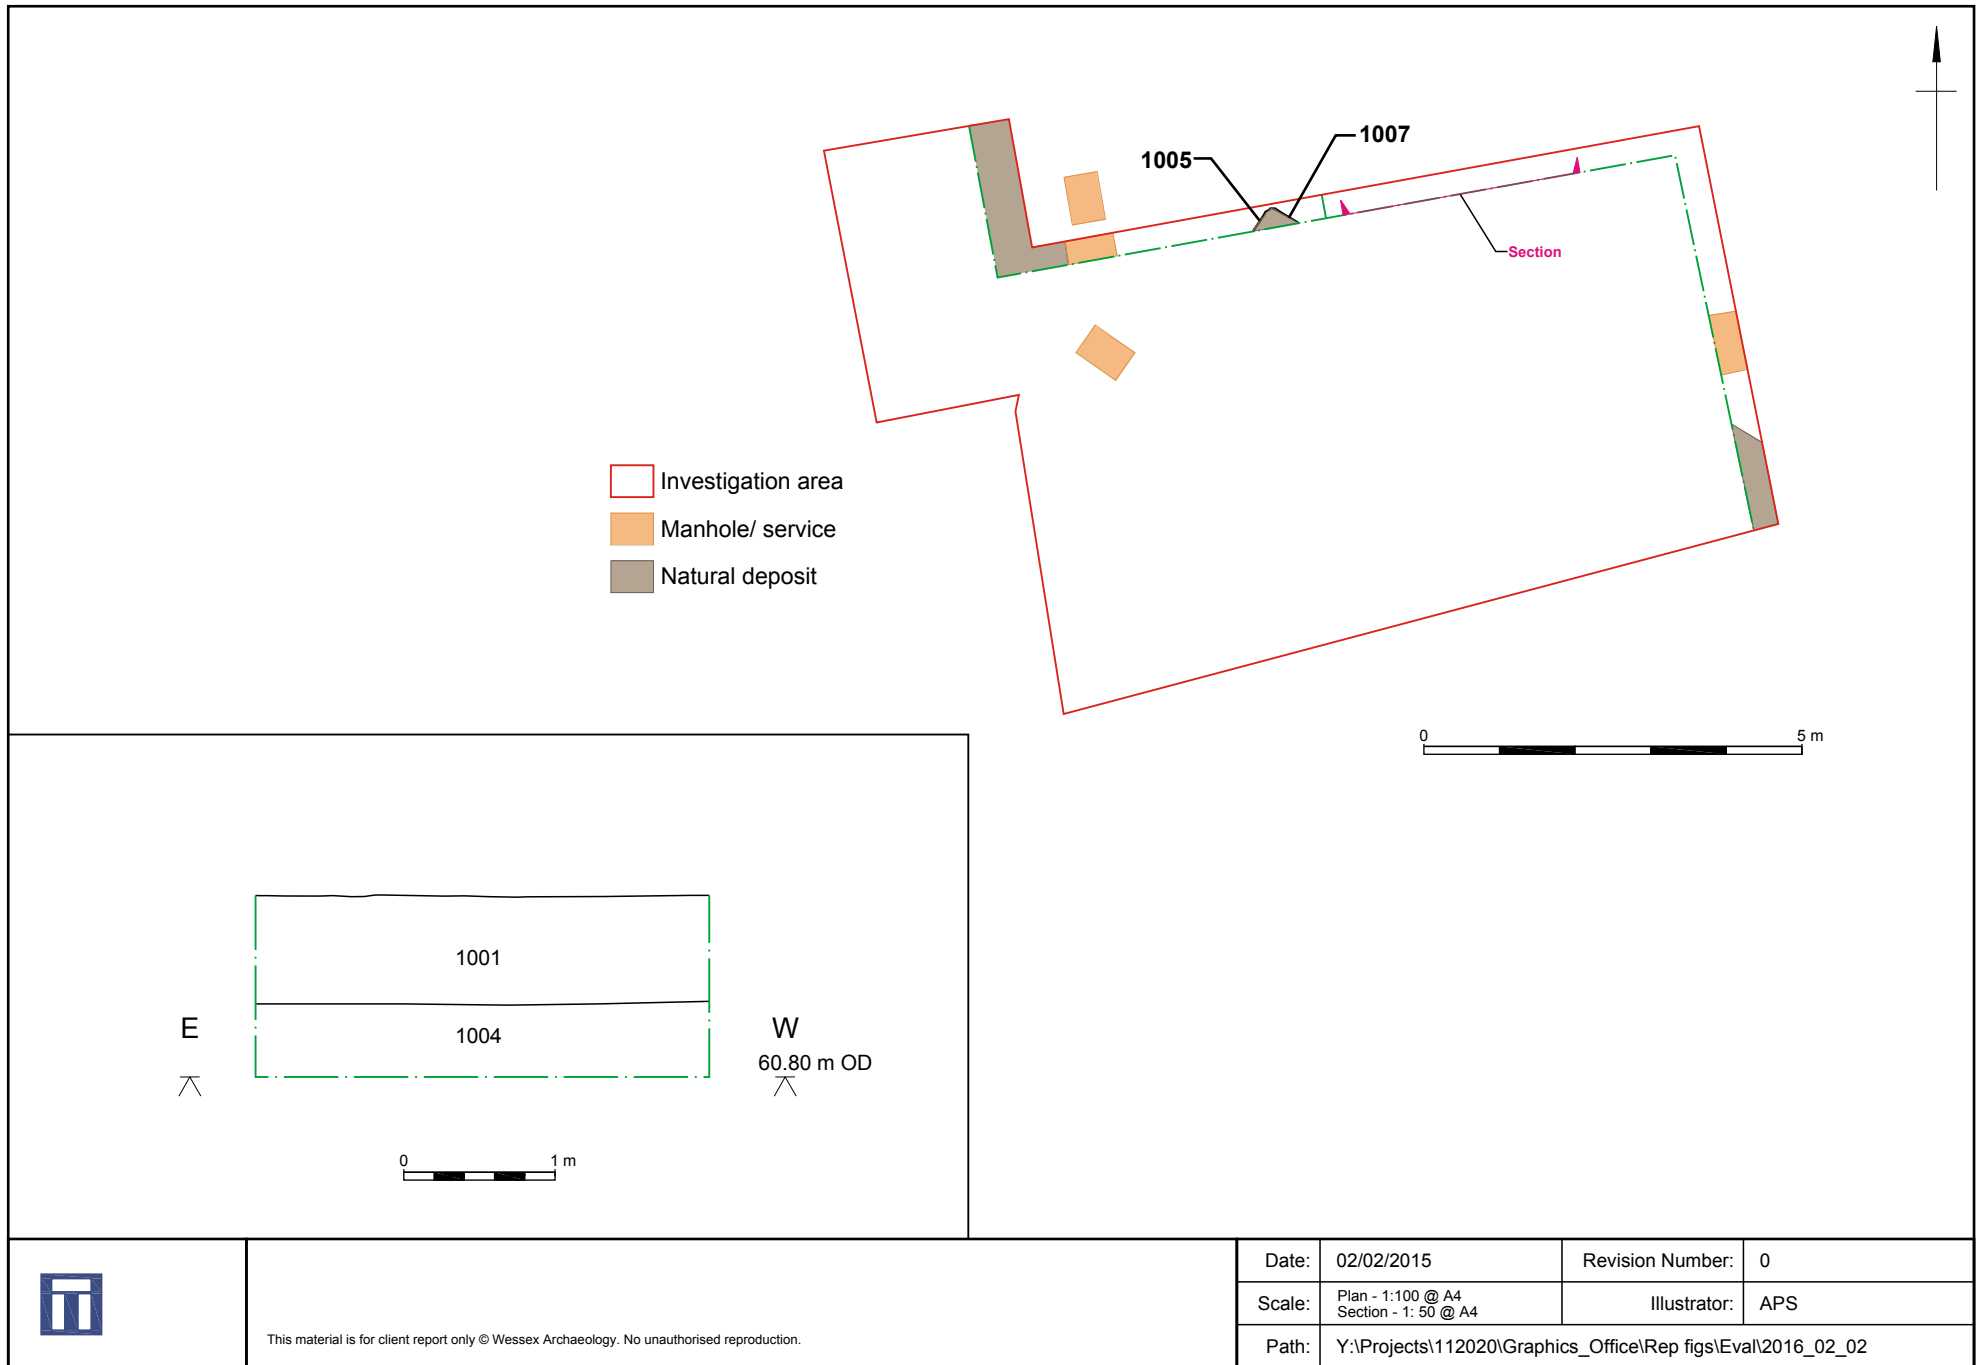 1005
1007
Section
Investigation area
Manhole/ service
Natural deposit
0 5 m
1001
1004
E
W
60.80 m OD
0 1 m
This material is for client report only © Wessex Archaeology. No unauthorised reproduction.
Date: 02/02/2015 Revision Number: 0
Scale: Plan - 1:100 @ A4
Section - 1: 50 @ A4
Illustrator: APS
Path: Y:\Projects\112020\Graphics_Office\Rep figs\Eval\2016_02_02